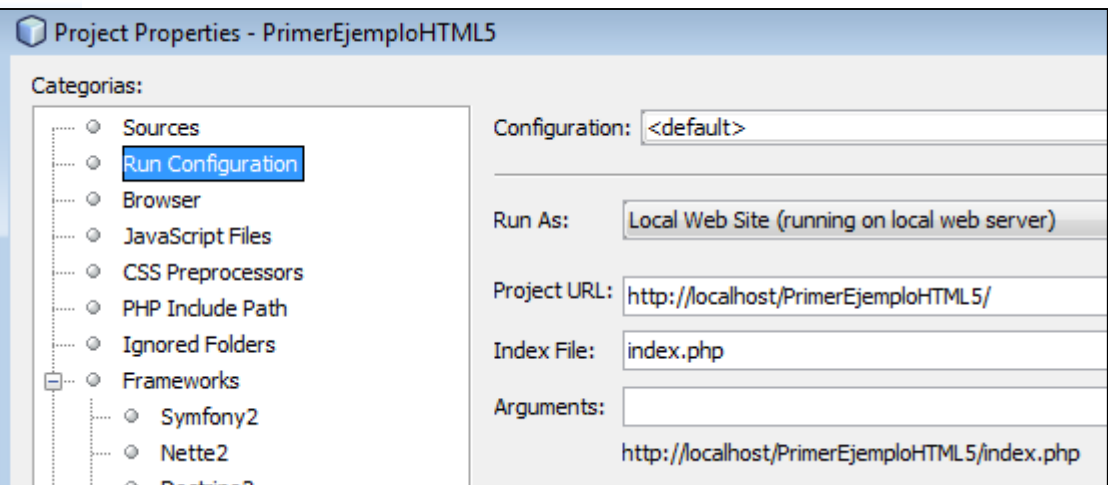 Project Properties - PrimerEjemploHTML5
Categorias:
Sources
Run Configuration
Browser
JavaScript Files
CSS Preprocessors
PHP Include Path
Ignored Folders
Frameworks
Symfony2
Nette2
Configuration: <default>
Run As: Local Web Site (running on local web server)
Project URL: http://localhost/PrimerEjemploHTML5/
Index File: index.php
Arguments:
http://localhost/PrimerEjemploHTML5/index.php